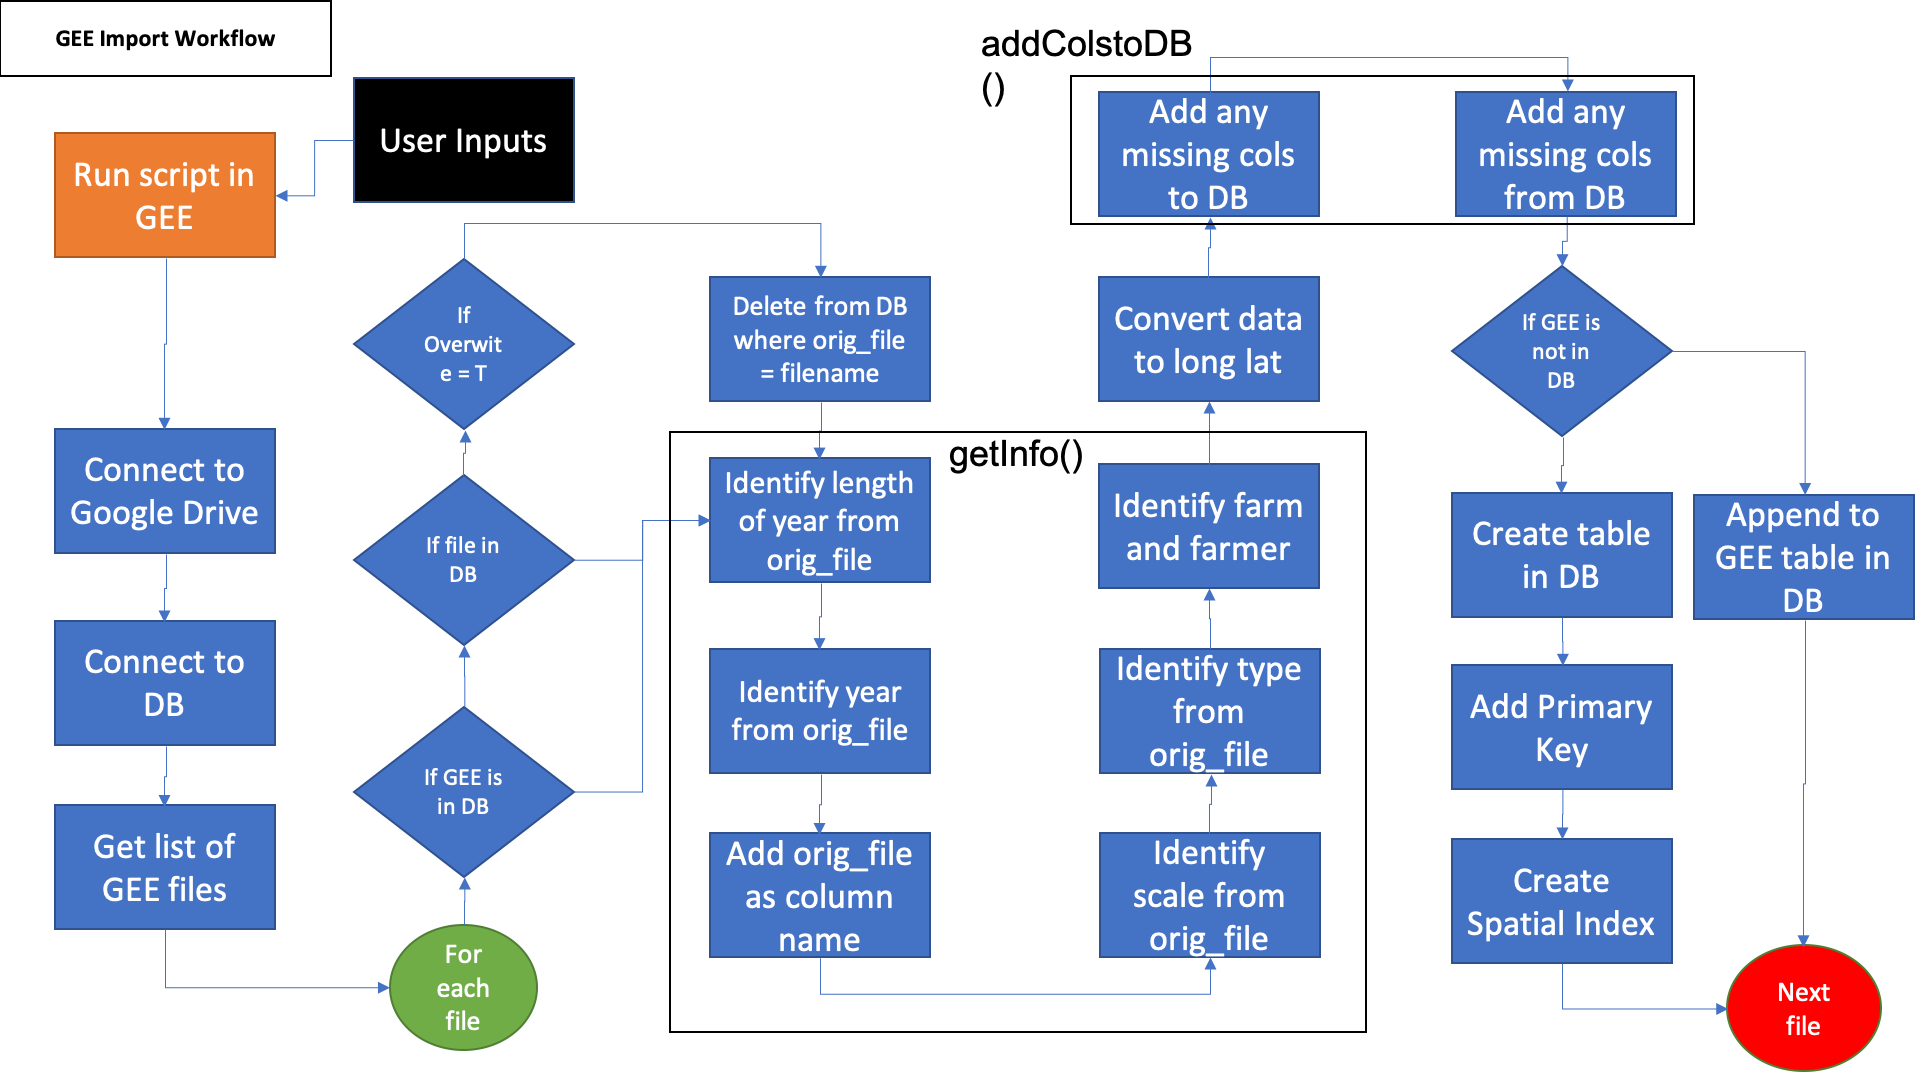 GEE Import Workflow
User Inputs
Run script in
GEE
Connect to
Google Drive
Connect to
DB
Get list of
GEE files
For
each
file
If GEE is
in DB
If file in
DB
If
Overwit
e = T
Delete from DB
where orig_file
= filename
getInfo()
Identify length
of year from
orig_file
Identify year
from orig_file
Add orig_file
as column
name
Identify
scale from
orig_file
Identify type
from
orig_file
Identify farm
and farmer
Convert data
to long lat
addColstoDB
()
Add any
missing cols
to DB
Add any
missing cols
from DB
If GEE is
not in
DB
Create table
in DB
Add Primary
Key
Create
Spatial Index
Append to
GEE table in
DB
Next
file